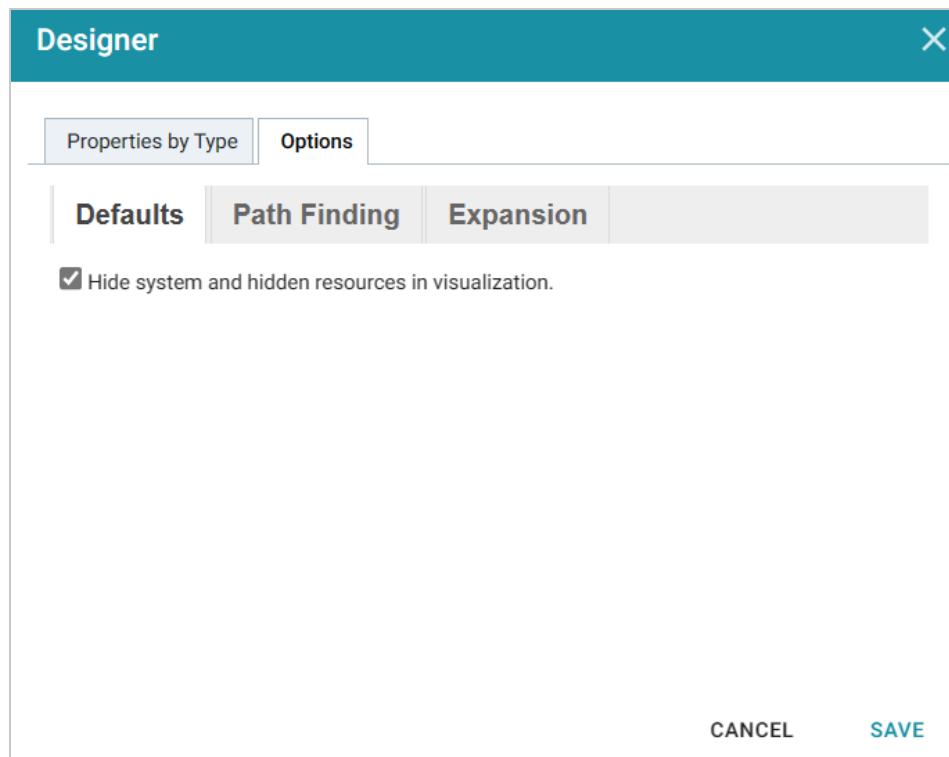 Designer
Properties by Type Options
Defaults Path Finding Expansion
Hide system and hidden resources in visualization.
CANCEL SAVE